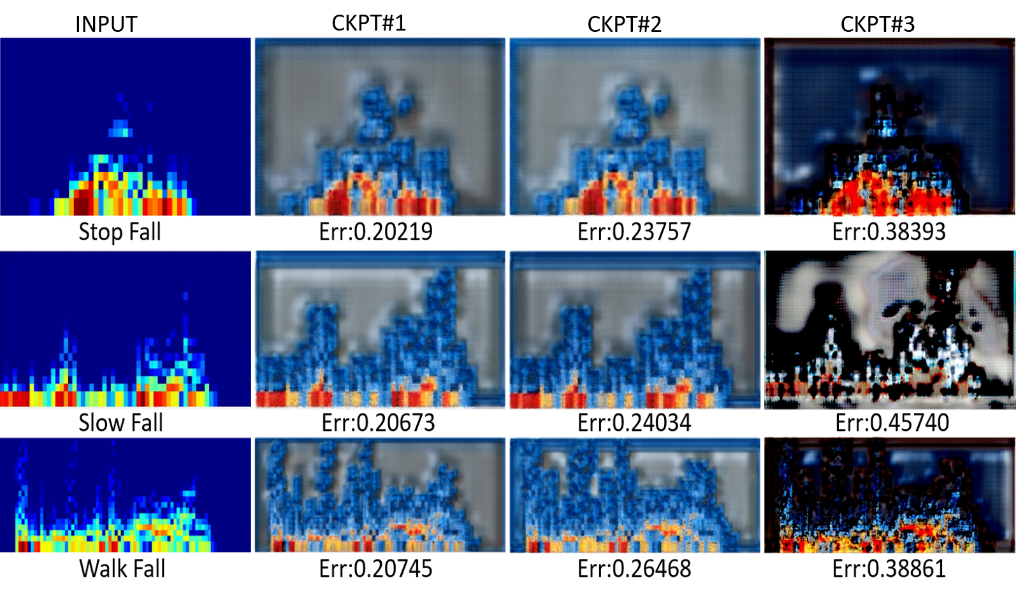 INPUT CKPT#1 CKPT#2 CKPT#3
Stop Fall Err:0.20219 Err:0.23757 Err:0.38393
Slow Fall Err:0.20673 Err:0.24034 Err:0.45740
Walk Fall Err:0.20745 Err:0.26468 Err:0.38861